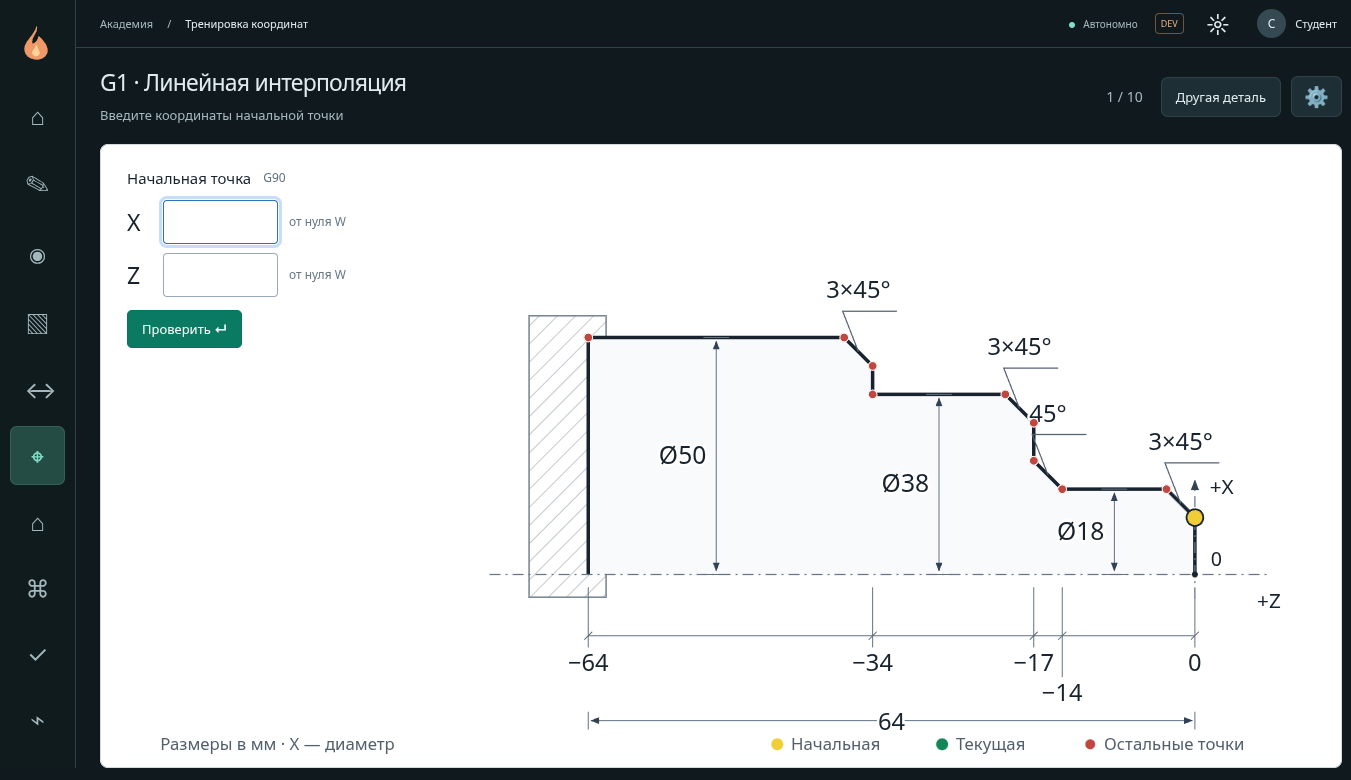 Академия / Тренировка координат
Автономно
DEV
С
Студент
G1 · Линейная интерполяция
Введите координаты начальной точки
1 / 10
Другая деталь
Начальная точка G90
X от нуля W
Z от нуля W
Проверить ↵
3×45°
3×45°
45°
3×45°
Ø50
Ø38
Ø18
+X
0
+Z
−64
−34
−17
0
−14
64
Размеры в мм · X — диаметр
Начальная
Текущая
Остальные точки